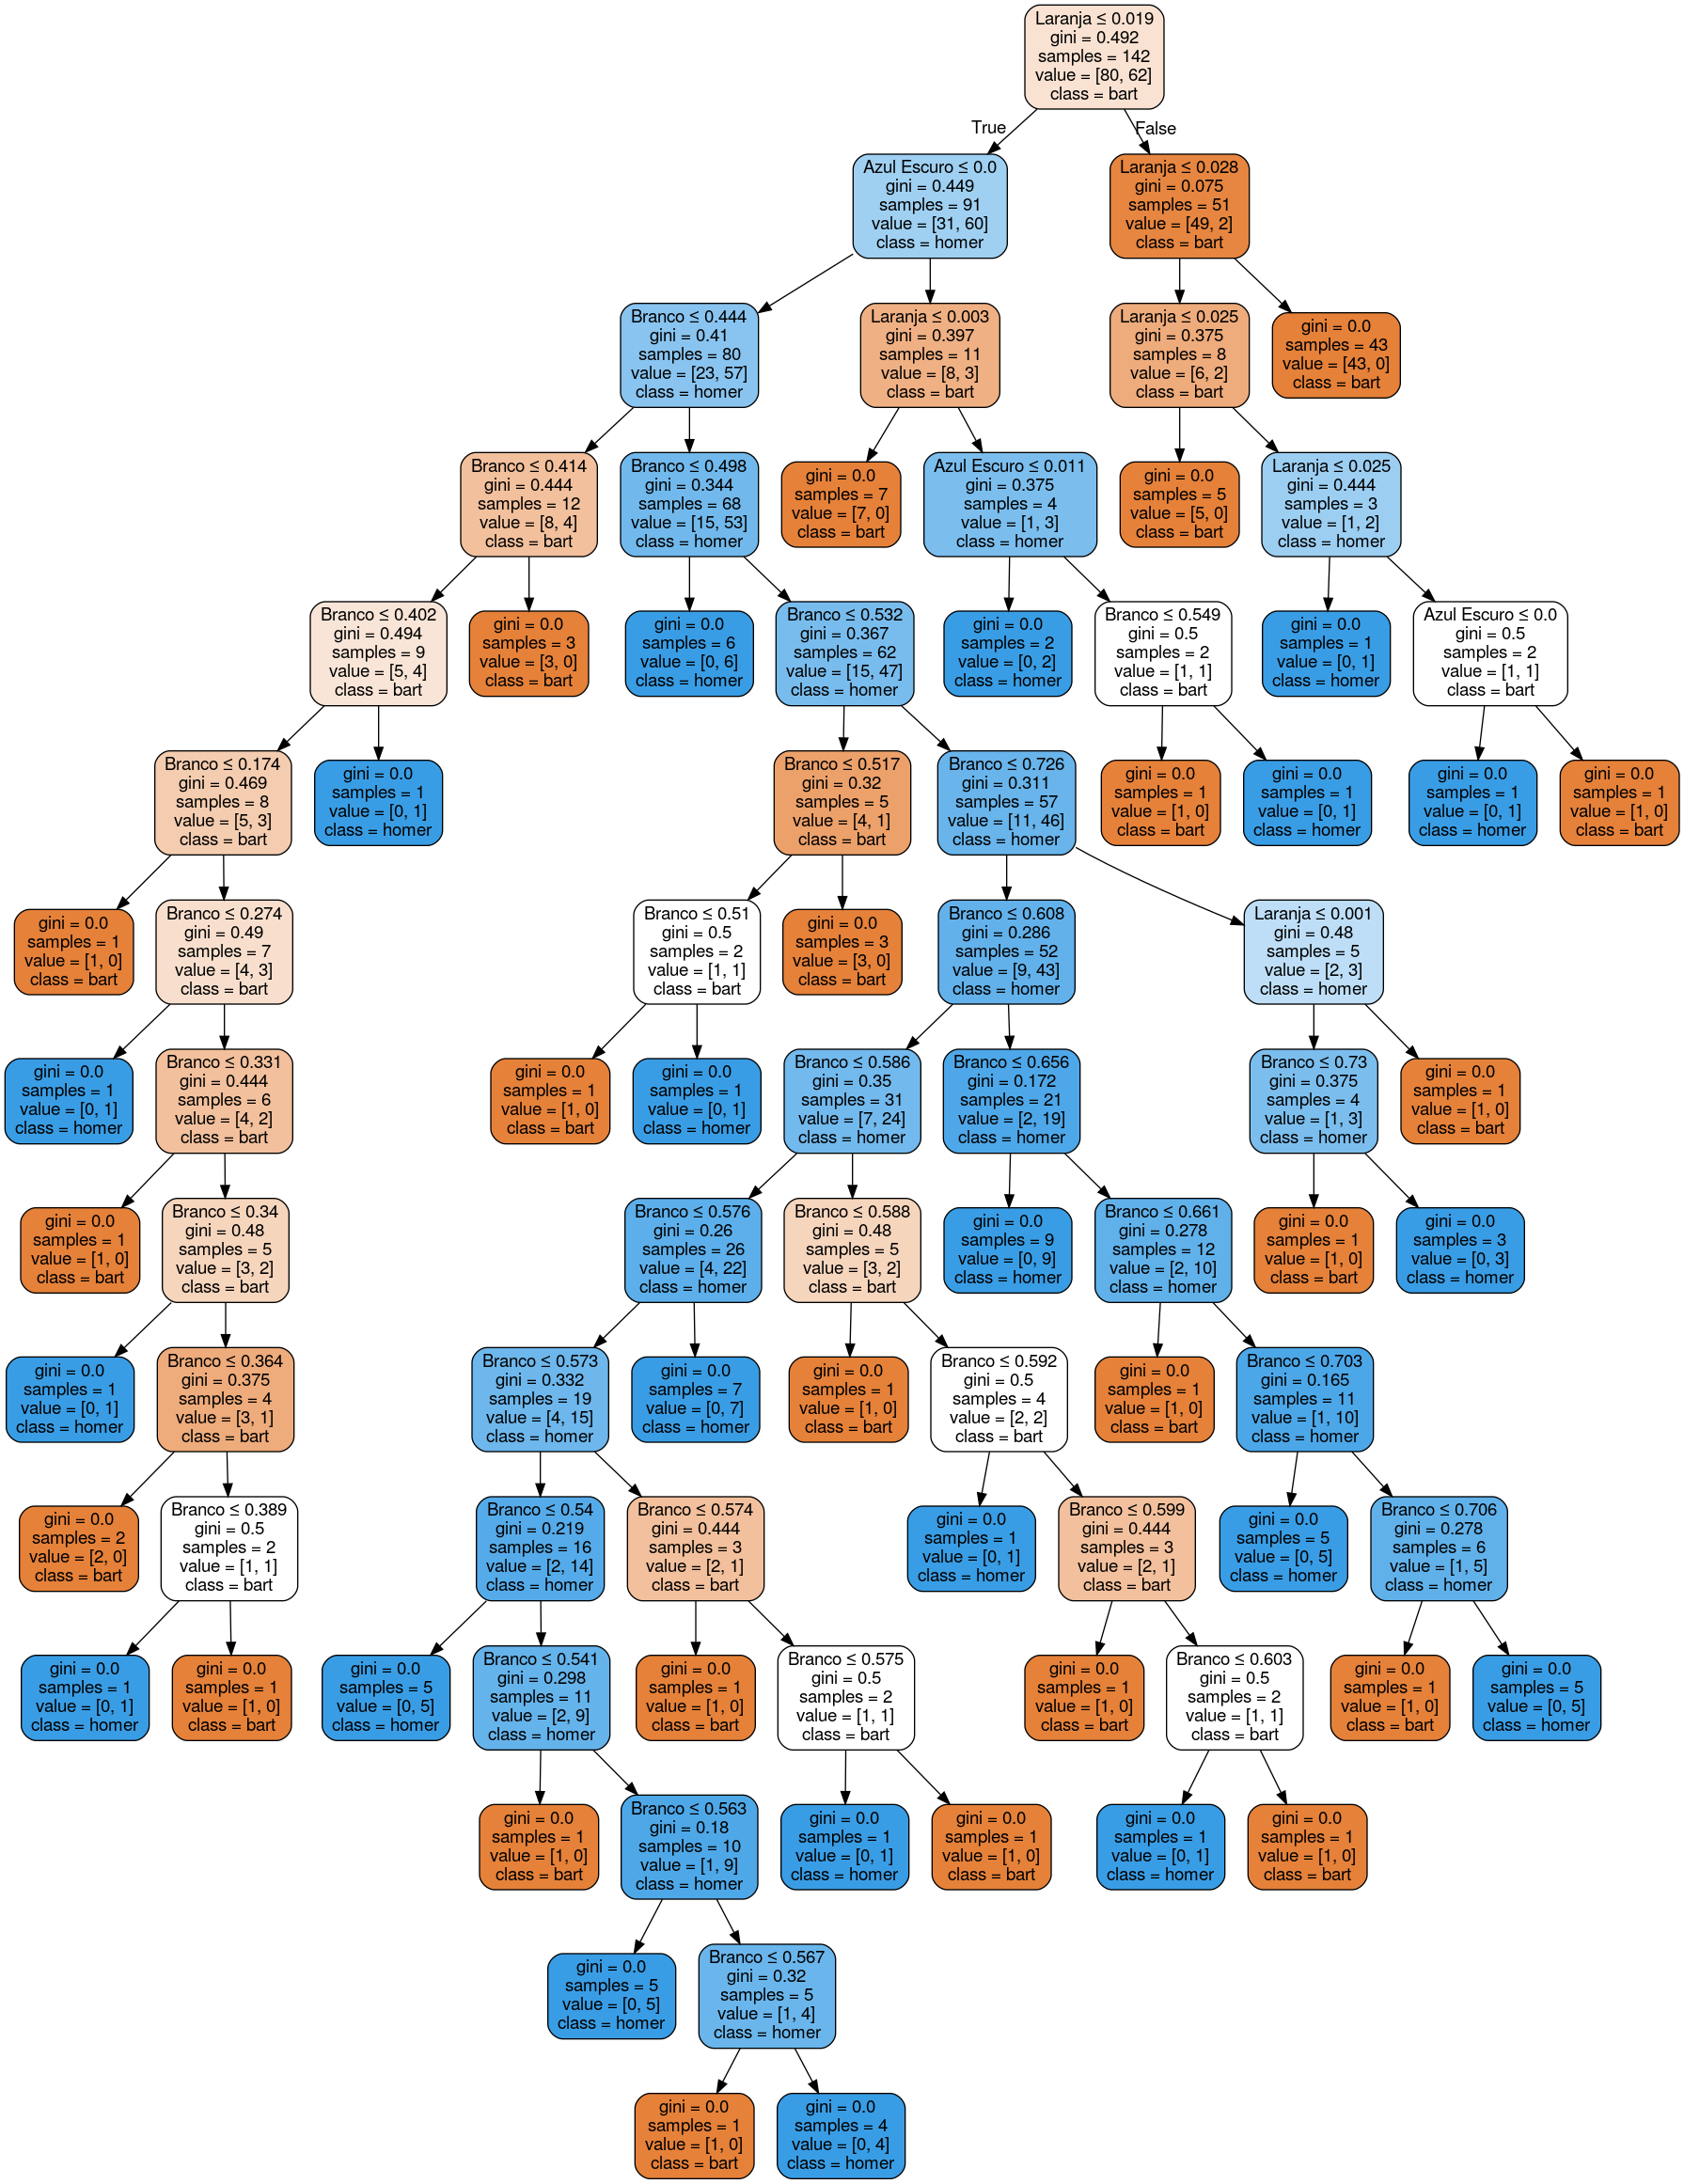 Laranja ≤ 0.019
gini = 0.492
samples = 142
value = [80, 62]
class = bart
True
False
Azul Escuro ≤ 0.0
gini = 0.449
samples = 91
value = [31, 60]
class = homer
Laranja ≤ 0.028
gini = 0.075
samples = 51
value = [49, 2]
class = bart
Branco ≤ 0.444
gini = 0.41
samples = 80
value = [23, 57]
class = homer
Laranja ≤ 0.003
gini = 0.397
samples = 11
value = [8, 3]
class = bart
Laranja ≤ 0.025
gini = 0.375
samples = 8
value = [6, 2]
class = bart
gini = 0.0
samples = 43
value = [43, 0]
class = bart
Branco ≤ 0.414
gini = 0.444
samples = 12
value = [8, 4]
class = bart
Branco ≤ 0.498
gini = 0.344
samples = 68
value = [15, 53]
class = homer
gini = 0.0
samples = 7
value = [7, 0]
class = bart
Azul Escuro ≤ 0.011
gini = 0.375
samples = 4
value = [1, 3]
class = homer
gini = 0.0
samples = 5
value = [5, 0]
class = bart
Laranja ≤ 0.025
gini = 0.444
samples = 3
value = [1, 2]
class = homer
Branco ≤ 0.402
gini = 0.494
samples = 9
value = [5, 4]
class = bart
gini = 0.0
samples = 3
value = [3, 0]
class = bart
gini = 0.0
samples = 6
value = [0, 6]
class = homer
Branco ≤ 0.532
gini = 0.367
samples = 62
value = [15, 47]
class = homer
gini = 0.0
samples = 2
value = [0, 2]
class = homer
Branco ≤ 0.549
gini = 0.5
samples = 2
value = [1, 1]
class = bart
gini = 0.0
samples = 1
value = [0, 1]
class = homer
Azul Escuro ≤ 0.0
gini = 0.5
samples = 2
value = [1, 1]
class = bart
Branco ≤ 0.174
gini = 0.469
samples = 8
value = [5, 3]
class = bart
gini = 0.0
samples = 1
value = [0, 1]
class = homer
Branco ≤ 0.517
gini = 0.32
samples = 5
value = [4, 1]
class = bart
Branco ≤ 0.726
gini = 0.311
samples = 57
value = [11, 46]
class = homer
gini = 0.0
samples = 1
value = [1, 0]
class = bart
gini = 0.0
samples = 1
value = [0, 1]
class = homer
gini = 0.0
samples = 1
value = [0, 1]
class = homer
gini = 0.0
samples = 1
value = [1, 0]
class = bart
gini = 0.0
samples = 1
value = [1, 0]
class = bart
Branco ≤ 0.274
gini = 0.49
samples = 7
value = [4, 3]
class = bart
Branco ≤ 0.51
gini = 0.5
samples = 2
value = [1, 1]
class = bart
gini = 0.0
samples = 3
value = [3, 0]
class = bart
Branco ≤ 0.608
gini = 0.286
samples = 52
value = [9, 43]
class = homer
Laranja ≤ 0.001
gini = 0.48
samples = 5
value = [2, 3]
class = homer
gini = 0.0
samples = 1
value = [0, 1]
class = homer
Branco ≤ 0.331
gini = 0.444
samples = 6
value = [4, 2]
class = bart
gini = 0.0
samples = 1
value = [1, 0]
class = bart
gini = 0.0
samples = 1
value = [0, 1]
class = homer
Branco ≤ 0.586
gini = 0.35
samples = 31
value = [7, 24]
class = homer
Branco ≤ 0.656
gini = 0.172
samples = 21
value = [2, 19]
class = homer
Branco ≤ 0.73
gini = 0.375
samples = 4
value = [1, 3]
class = homer
gini = 0.0
samples = 1
value = [1, 0]
class = bart
gini = 0.0
samples = 1
value = [1, 0]
class = bart
Branco ≤ 0.34
gini = 0.48
samples = 5
value = [3, 2]
class = bart
Branco ≤ 0.576
gini = 0.26
samples = 26
value = [4, 22]
class = homer
Branco ≤ 0.588
gini = 0.48
samples = 5
value = [3, 2]
class = bart
gini = 0.0
samples = 9
value = [0, 9]
class = homer
Branco ≤ 0.661
gini = 0.278
samples = 12
value = [2, 10]
class = homer
gini = 0.0
samples = 1
value = [1, 0]
class = bart
gini = 0.0
samples = 3
value = [0, 3]
class = homer
gini = 0.0
samples = 1
value = [0, 1]
class = homer
Branco ≤ 0.364
gini = 0.375
samples = 4
value = [3, 1]
class = bart
Branco ≤ 0.573
gini = 0.332
samples = 19
value = [4, 15]
class = homer
gini = 0.0
samples = 7
value = [0, 7]
class = homer
gini = 0.0
samples = 1
value = [1, 0]
class = bart
Branco ≤ 0.592
gini = 0.5
samples = 4
value = [2, 2]
class = bart
gini = 0.0
samples = 1
value = [1, 0]
class = bart
Branco ≤ 0.703
gini = 0.165
samples = 11
value = [1, 10]
class = homer
gini = 0.0
samples = 2
value = [2, 0]
class = bart
Branco ≤ 0.389
gini = 0.5
samples = 2
value = [1, 1]
class = bart
Branco ≤ 0.54
gini = 0.219
samples = 16
value = [2, 14]
class = homer
Branco ≤ 0.574
gini = 0.444
samples = 3
value = [2, 1]
class = bart
gini = 0.0
samples = 1
value = [0, 1]
class = homer
Branco ≤ 0.599
gini = 0.444
samples = 3
value = [2, 1]
class = bart
gini = 0.0
samples = 5
value = [0, 5]
class = homer
Branco ≤ 0.706
gini = 0.278
samples = 6
value = [1, 5]
class = homer
gini = 0.0
samples = 1
value = [0, 1]
class = homer
gini = 0.0
samples = 1
value = [1, 0]
class = bart
gini = 0.0
samples = 5
value = [0, 5]
class = homer
Branco ≤ 0.541
gini = 0.298
samples = 11
value = [2, 9]
class = homer
gini = 0.0
samples = 1
value = [1, 0]
class = bart
Branco ≤ 0.575
gini = 0.5
samples = 2
value = [1, 1]
class = bart
gini = 0.0
samples = 1
value = [1, 0]
class = bart
Branco ≤ 0.603
gini = 0.5
samples = 2
value = [1, 1]
class = bart
gini = 0.0
samples = 1
value = [1, 0]
class = bart
gini = 0.0
samples = 5
value = [0, 5]
class = homer
gini = 0.0
samples = 1
value = [1, 0]
class = bart
Branco ≤ 0.563
gini = 0.18
samples = 10
value = [1, 9]
class = homer
gini = 0.0
samples = 1
value = [0, 1]
class = homer
gini = 0.0
samples = 1
value = [1, 0]
class = bart
gini = 0.0
samples = 1
value = [0, 1]
class = homer
gini = 0.0
samples = 1
value = [1, 0]
class = bart
gini = 0.0
samples = 5
value = [0, 5]
class = homer
Branco ≤ 0.567
gini = 0.32
samples = 5
value = [1, 4]
class = homer
gini = 0.0
samples = 1
value = [1, 0]
class = bart
gini = 0.0
samples = 4
value = [0, 4]
class = homer